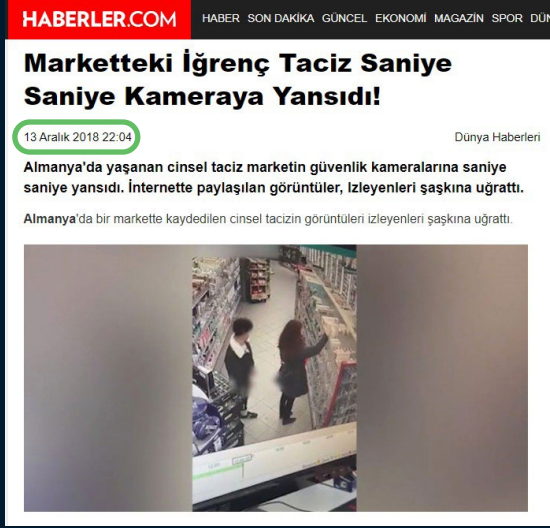 HABERLER.COM HABER SON DAKİKA GÜNCEL EKONOMİ MAGAZİN SPOR
Marketteki İğrenç Taciz Saniye
Saniye Kameraya Yansıdı!
13 Aralık 2018 22:04 Dünya Haberleri
Almanya'da yaşanan cinsel taciz marketin güvenlik kameralarına saniye
saniye yansıdı. İnternette paylaşılan görüntüler, Izleyenleri şaşkına uğrattı.
Almanya'da bir markette kaydedilen cinsel tacizin görüntüleri izleyenleri şaşkına uğrattı.